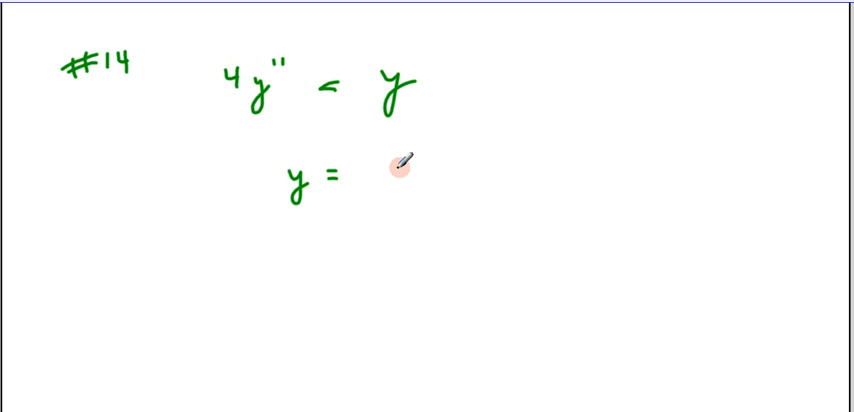 #14 4y" = y
y =